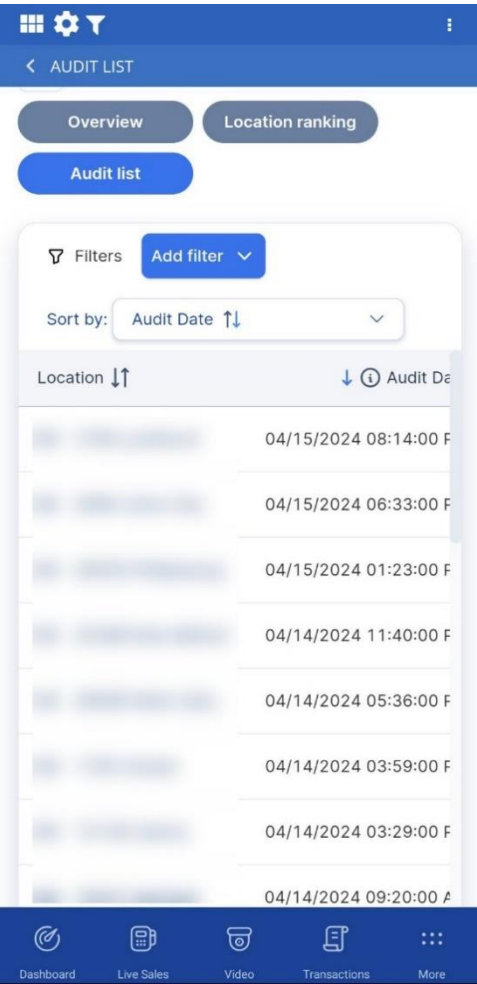 AUDIT LIST
Overview
Location ranking
Audit list
Filters
Add filter
Sort by:
Audit Date
Location
Audit Da
04/15/2024 08:14:00 P
04/15/2024 06:33:00 P
04/15/2024 01:23:00 P
04/14/2024 11:40:00 P
04/14/2024 05:36:00 P
04/14/2024 03:59:00 P
04/14/2024 03:29:00 P
04/14/2024 09:20:00 A
Dashboard
Live Sales
Video
Transactions
More